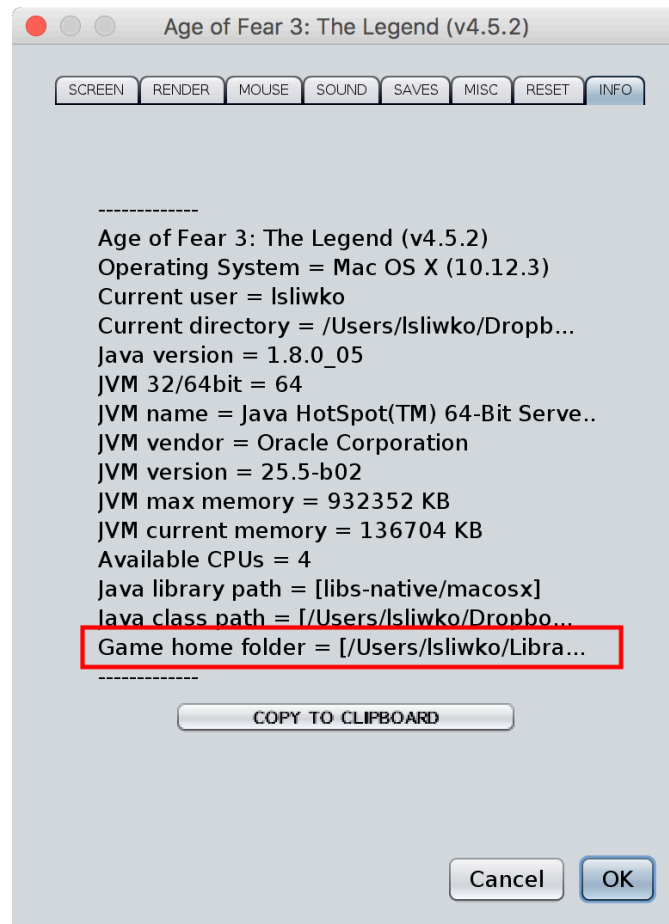 Age of Fear 3: The Legend (v4.5.2)
SCREEN RENDER MOUSE SOUND SAVES MISC RESET INFO
-------------
Age of Fear 3: The Legend (v4.5.2)
Operating System = Mac OS X (10.12.3)
Current user = lsliwko
Current directory = /Users/lsliwko/Dropb...
Java version = 1.8.0_05
JVM 32/64bit = 64
JVM name = Java HotSpot(TM) 64-Bit Serve..
JVM vendor = Oracle Corporation
JVM version = 25.5-b02
JVM max memory = 932352 KB
JVM current memory = 136704 KB
Available CPUs = 4
Java library path = [libs-native/macosx]
Java class path = [/Users/lsliwko/Dropbo...
Game home folder = [/Users/lsliwko/Libra...
-------------
COPY TO CLIPBOARD
Cancel OK